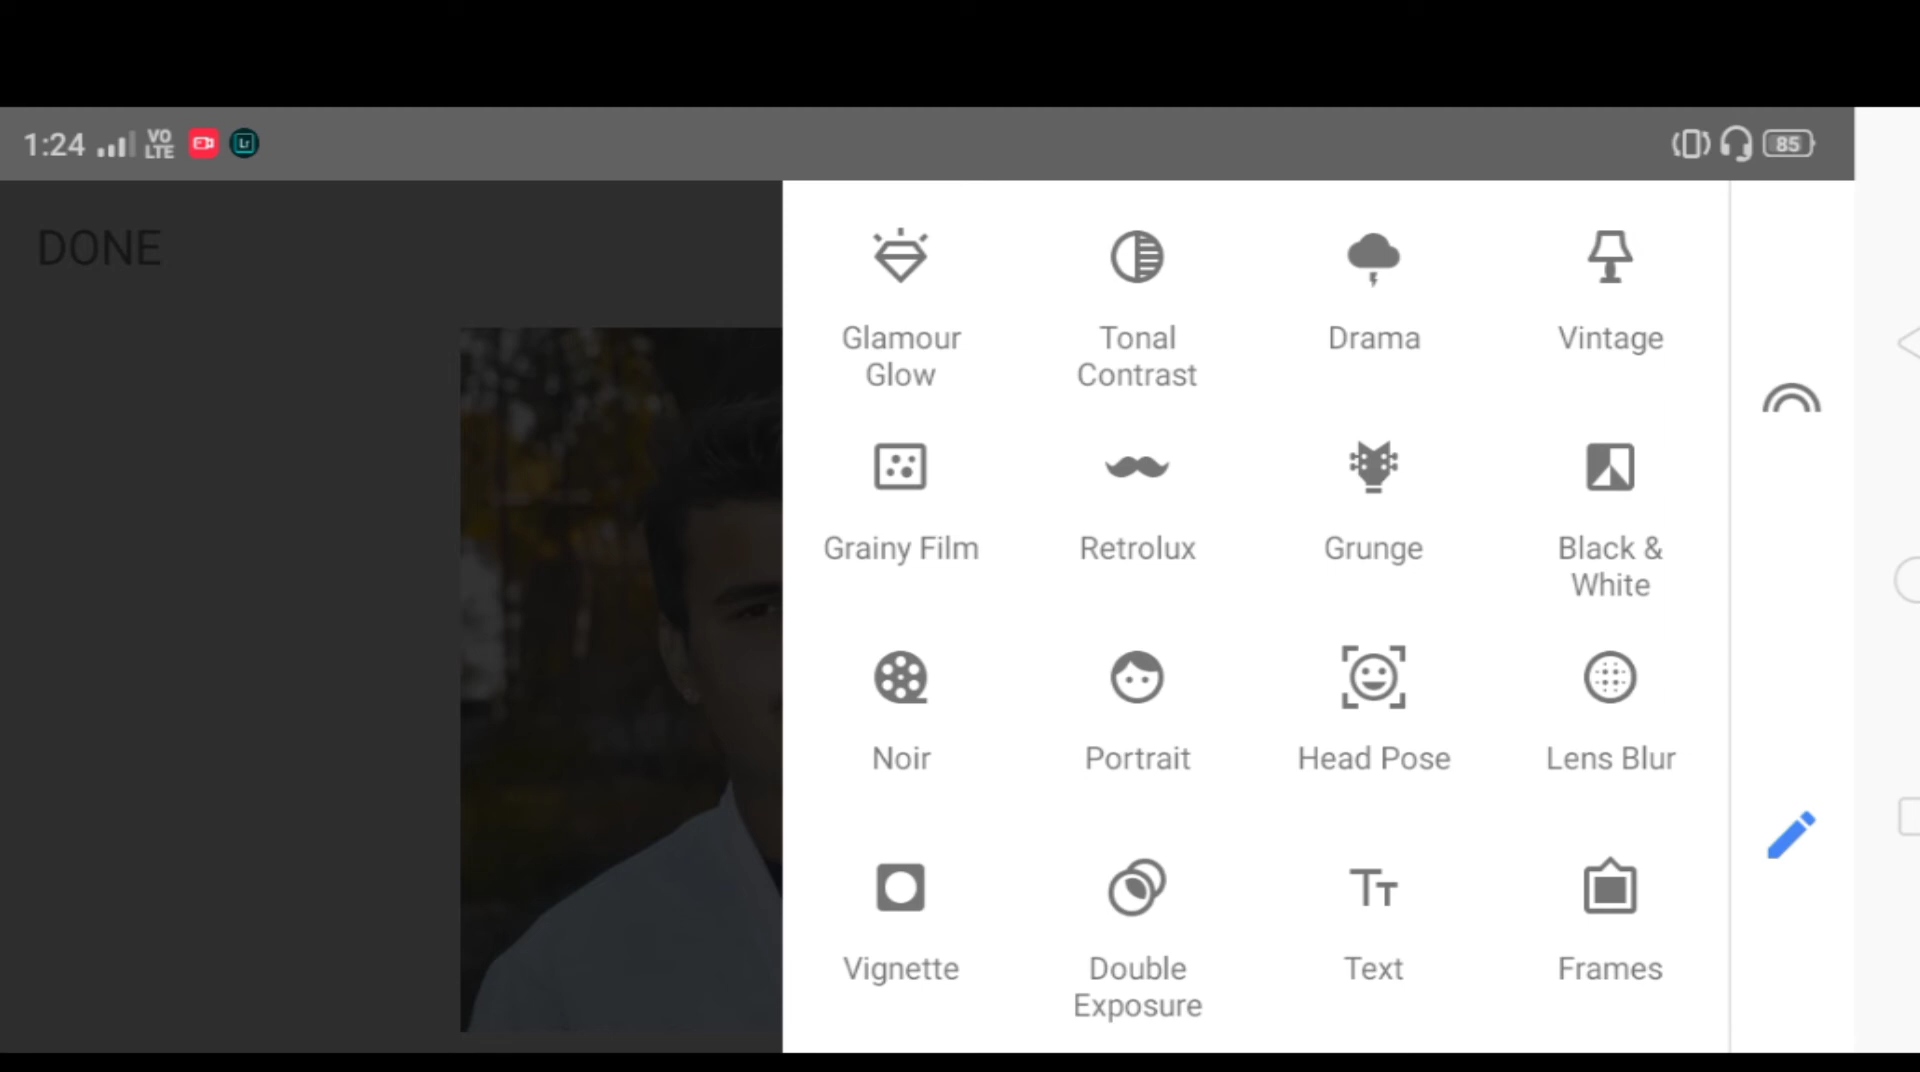 1:24 VO LTE Lr 85
DONE
Glamour Glow
Tonal Contrast
Drama
Vintage
Grainy Film
Retrolux
Grunge
Black & White
Noir
Portrait
Head Pose
Lens Blur
Vignette
Double Exposure
Text
Frames